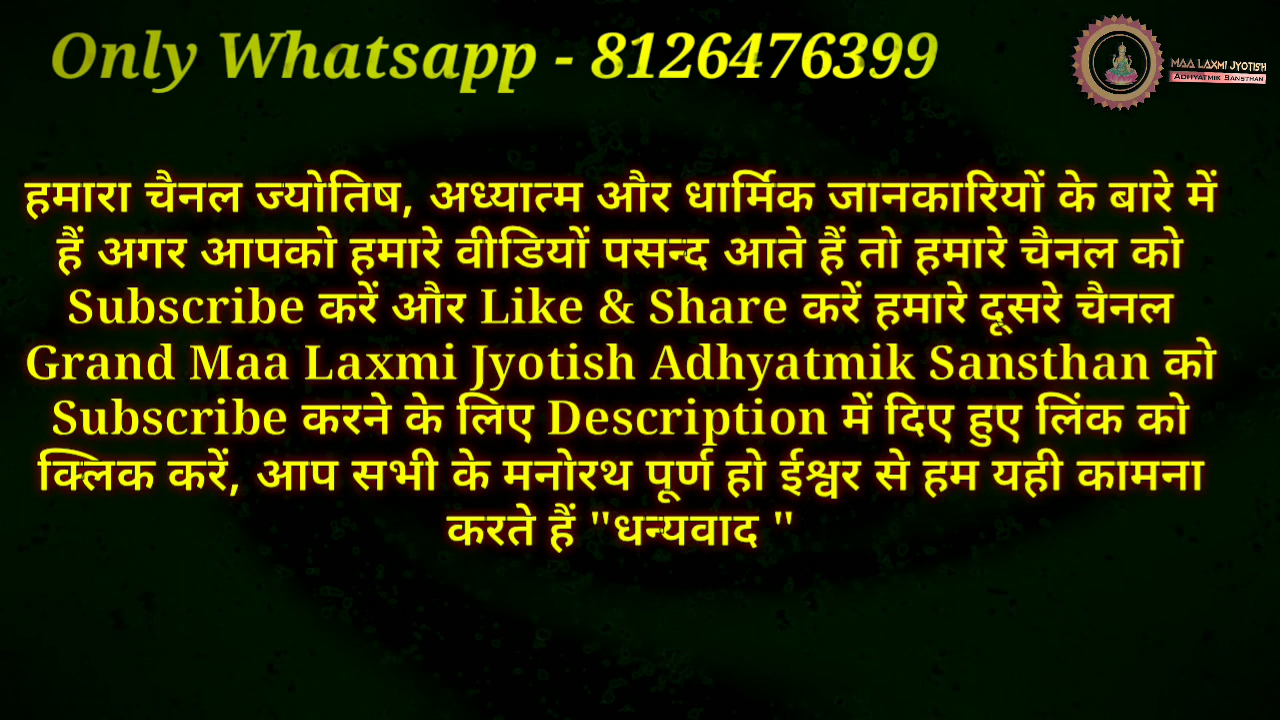 Only Whatsapp - 8126476399
MAA LAXMI JYOTISH
ADHYATMIK SANSTHAN
हमारा चैनल ज्योतिष, अध्यात्म और धार्मिक जानकारियों के बारे में
हैं अगर आपको हमारे वीडियों पसन्द आते हैं तो हमारे चैनल को
Subscribe करें और Like & Share करें हमारे दूसरे चैनल
Grand Maa Laxmi Jyotish Adhyatmik Sansthan को
Subscribe करने के लिए Description में दिए हुए लिंक को
क्लिक करें, आप सभी के मनोरथ पूर्ण हो ईश्वर से हम यही कामना
करते हैं "धन्यवाद "